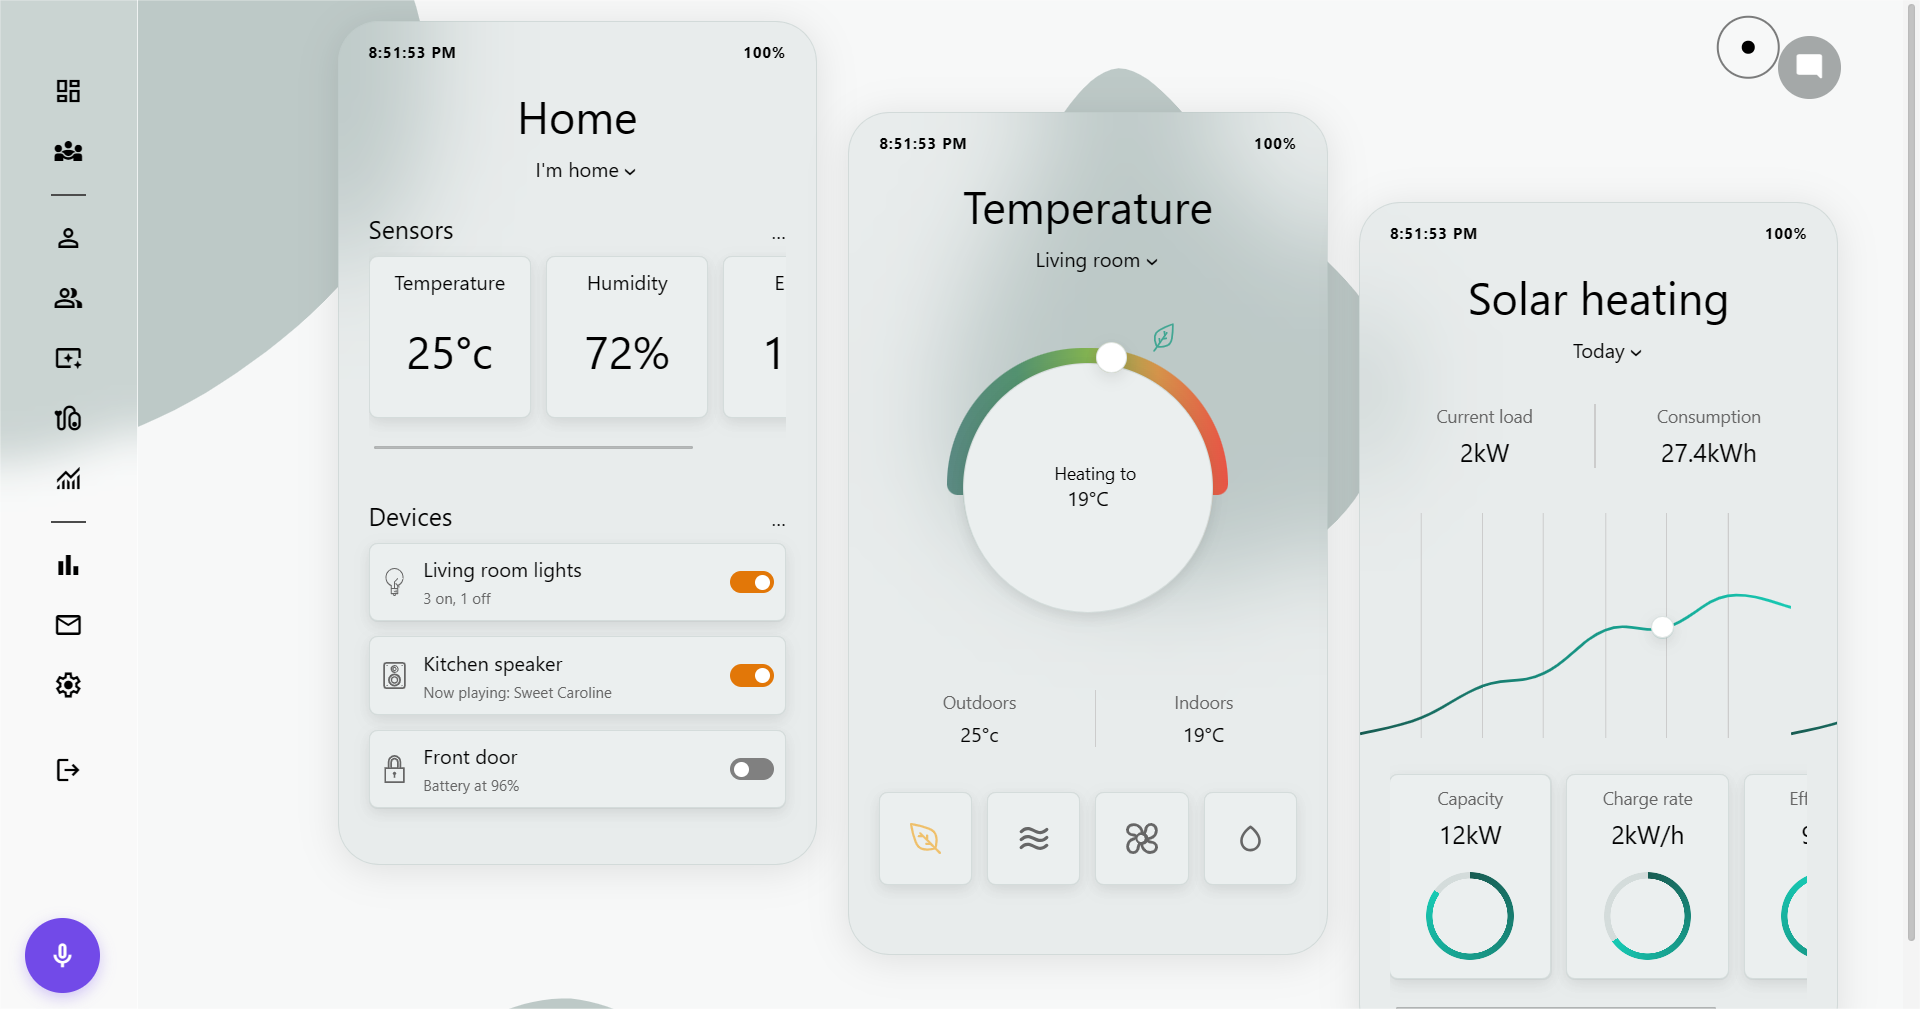 8:51:53 PM 100%
Home
I'm home
Sensors ...
Temperature Humidity E
25°c 72% 1
Devices ...
Living room lights
3 on, 1 off
Kitchen speaker
Now playing: Sweet Caroline
Front door
Battery at 96%
8:51:53 PM 100%
Temperature
Living room
Heating to
19°C
Outdoors Indoors
25°c 19°C
8:51:53 PM 100%
Solar heating
Today
Current load Consumption
2kW 27.4kWh
Capacity Charge rate Eff
12kW 2kW/h